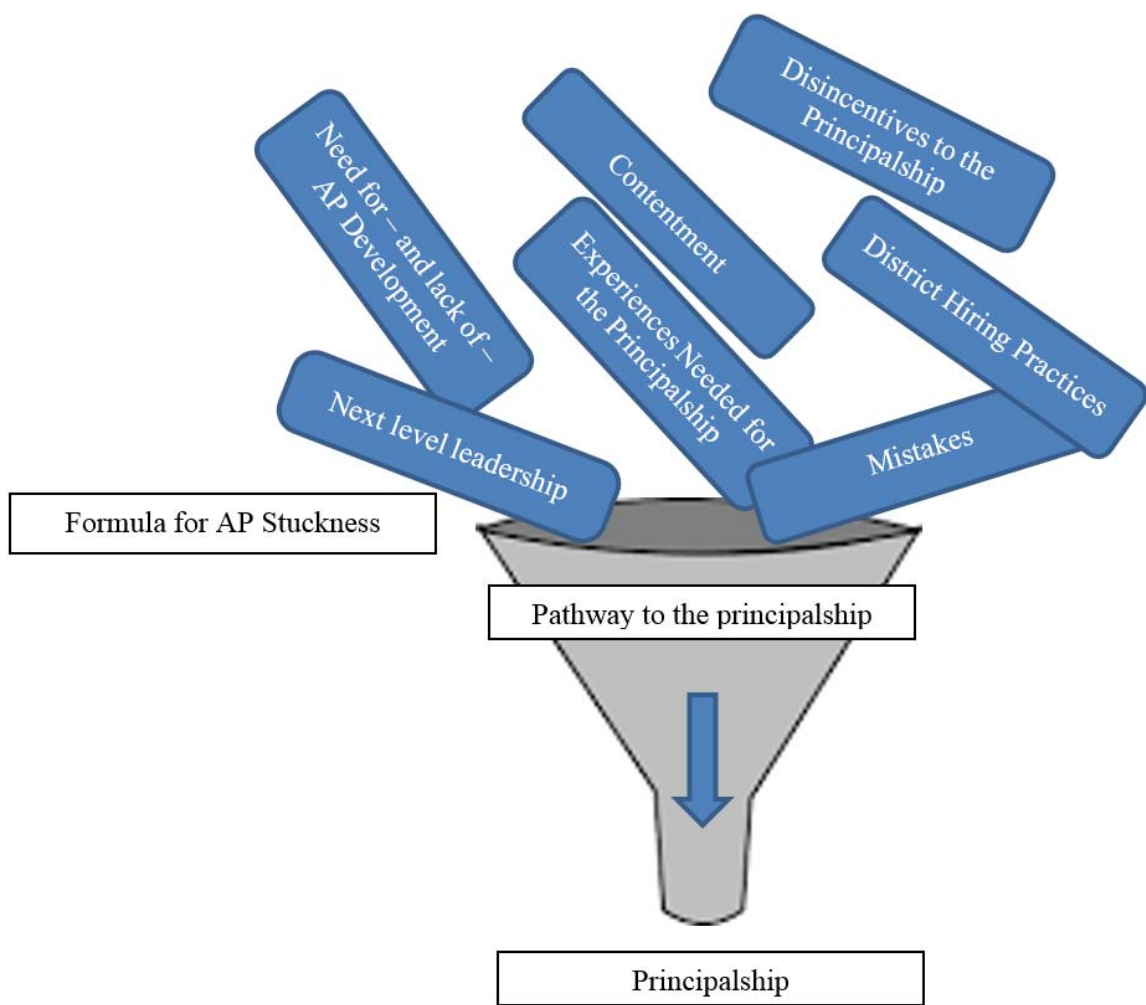 Disincentives to the
Principalship
Need for – and lack of –
AP Development
Contentment
Experiences Needed for
the Principalship
District Hiring Practices
Next level leadership
Mistakes
Formula for AP Stuckness
Pathway to the principalship
Principalship